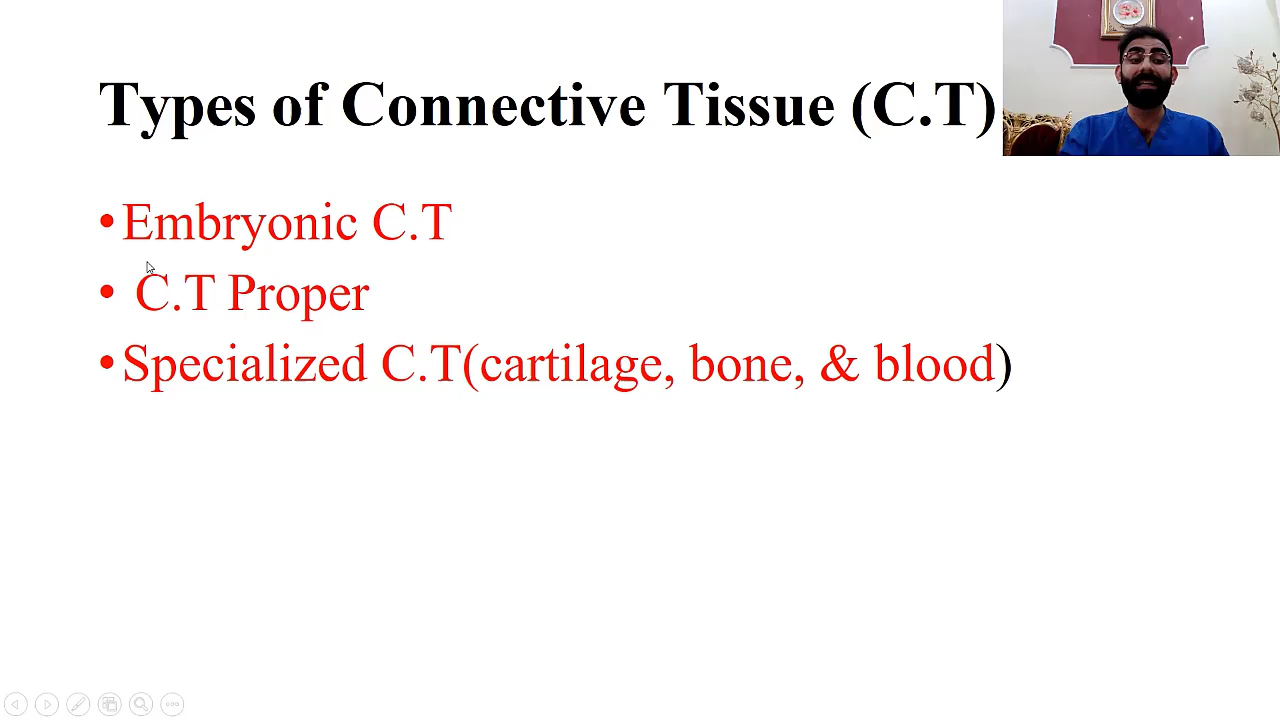 Types of Connective Tissue (C.T)
•Embryonic C.T
• C.T Proper
•Specialized C.T(cartilage, bone, & blood)